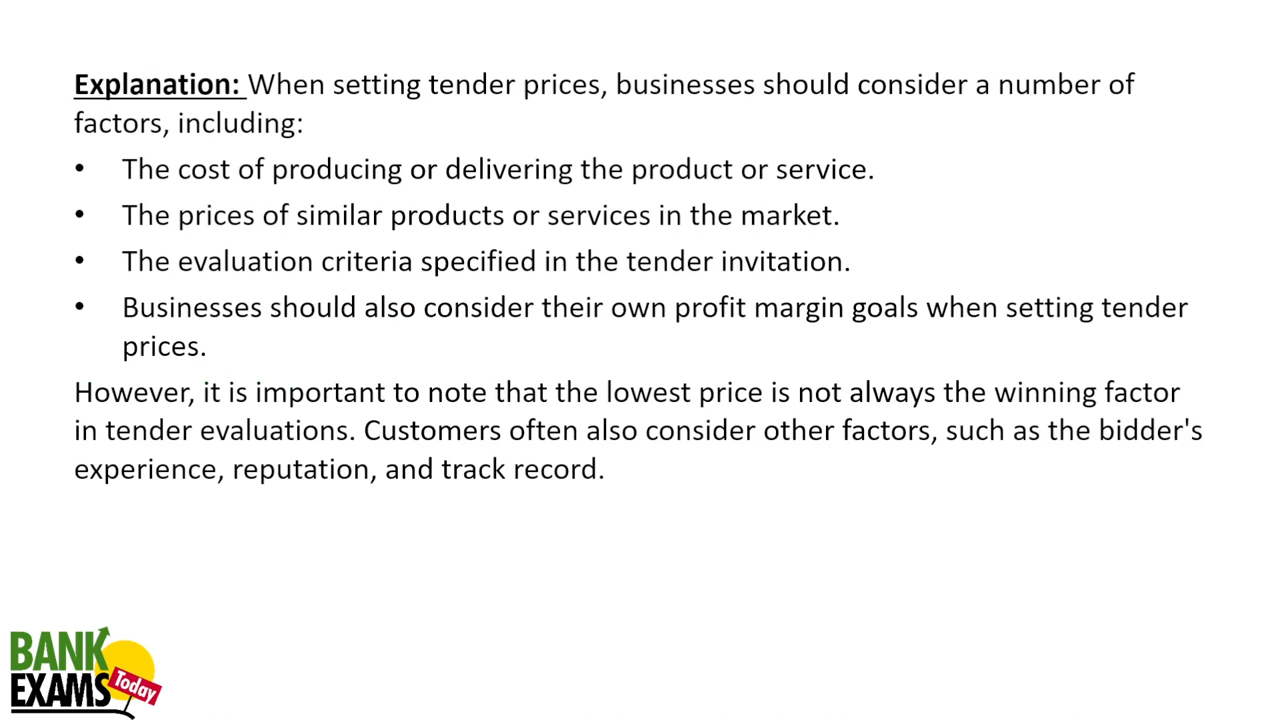 Explanation: When setting tender prices, businesses should consider a number of
factors, including:
• The cost of producing or delivering the product or service.
• The prices of similar products or services in the market.
• The evaluation criteria specified in the tender invitation.
• Businesses should also consider their own profit margin goals when setting tender
prices.
However, it is important to note that the lowest price is not always the winning factor
in tender evaluations. Customers often also consider other factors, such as the bidder's
experience, reputation, and track record.
BANK
EXAMS Today